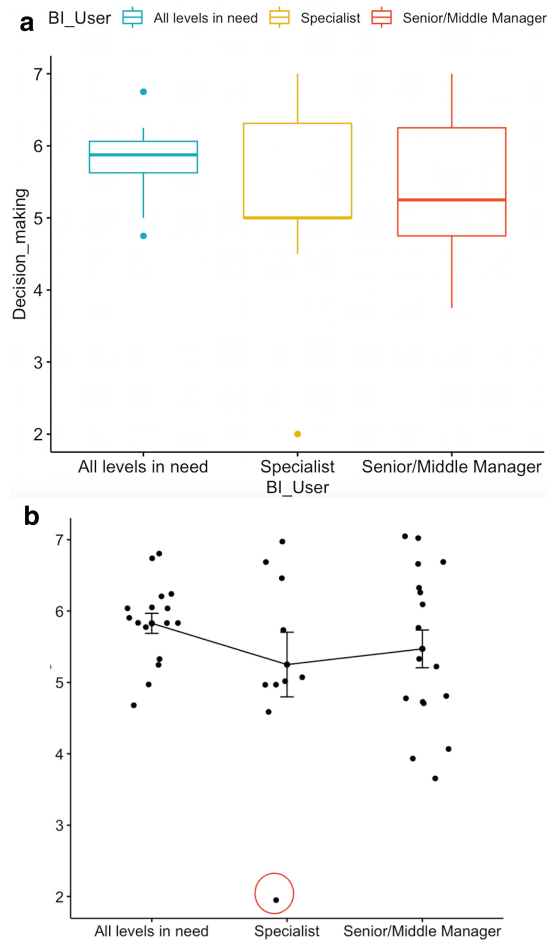 a BI_User All levels in need Specialist Senior/Middle Manager
7
6
5
4
3
2
Decision_making
All levels in need Specialist Senior/Middle Manager
BI_User
b
7
6
5
4
3
2
All levels in need Specialist Senior/Middle Manager